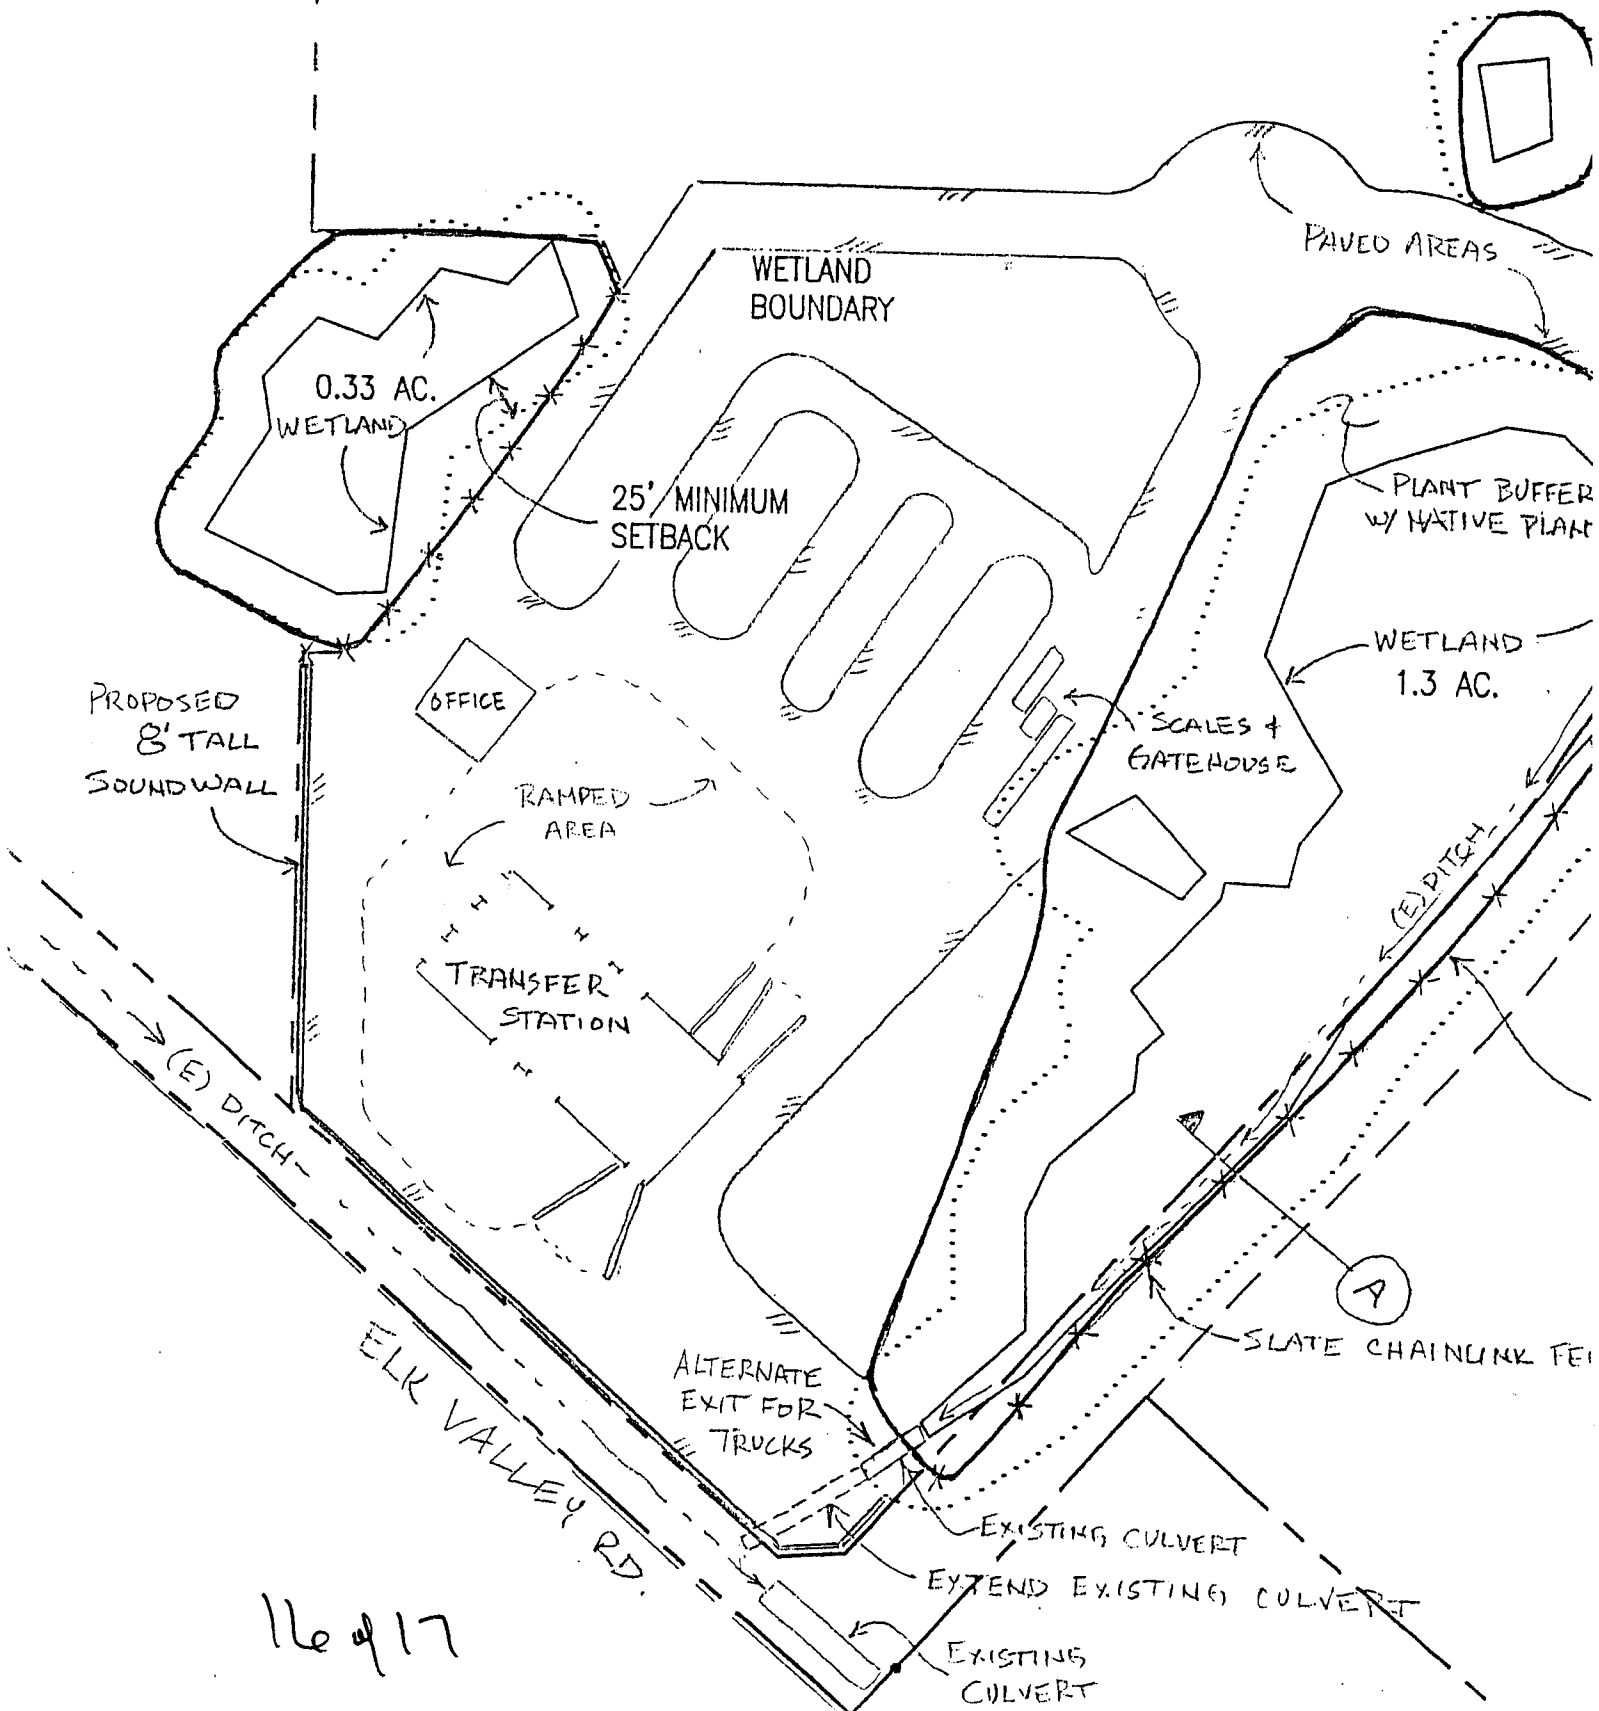 PAVED AREAS
WETLAND
BOUNDARY
0.33 AC.
WETLAND
25' MINIMUM
SETBACK
PLANT BUFFER
W/ NATIVE PLAN
WETLAND
1.3 AC.
PROPOSED
8' TALL
SOUNDWALL
OFFICE
SCALES &
GATEHOUSE
RAMPED
AREA
(E) DITCH
TRANSFER
STATION
(E) DITCH
A
SLATE CHAINLINK FE
ELK VALLEY RD.
ALTERNATE
EXIT FOR
TRUCKS
EXISTING CULVERT
EXTEND EXISTING CULVERT
EXISTING
CULVERT
16 of 17